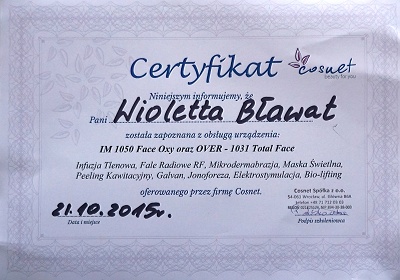 Certyfikat
cosnet
beauty for you
Niniejszym informujemy, że
Pani Wioletta Bławat
została zapoznana z obsługą urządzenia:
IM 1050 Face Oxy oraz OVER - 1031 Total Face
Infuzja Tlenowa, Fale Radiowe RF, Mikrodermabrazja, Maska Świetlna,
Peeling Kawitacyjny, Galvan, Jonoforeza, Elektrostymulacja, Bio-lifting
oferowanego przez firmę Cosnet.
21.10.2015r.
Data i miejsce
Cosnet Spółka z o.o.
Podpis szkoleniowca